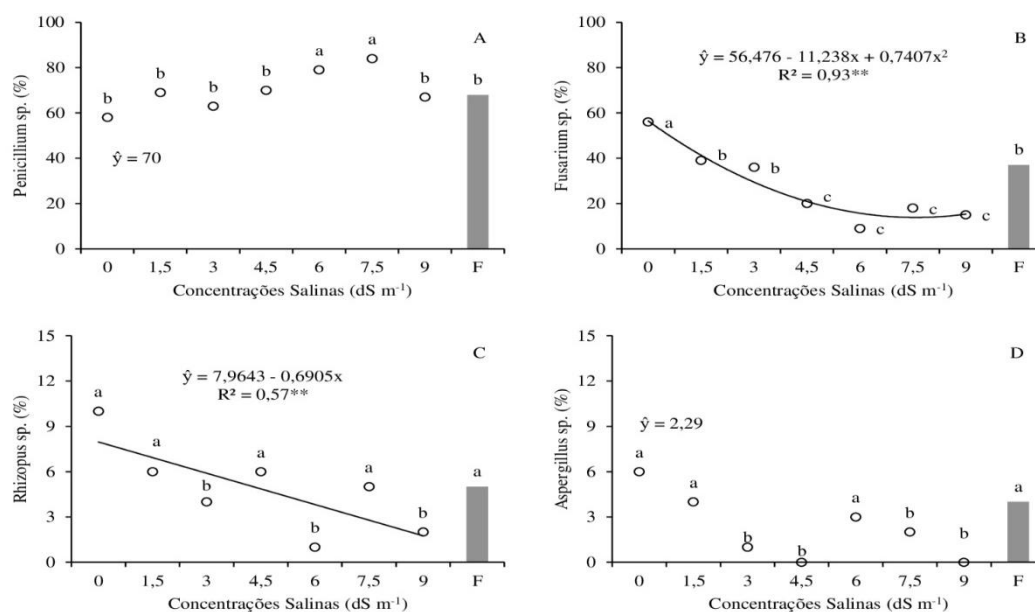 A
100
80
60
40
20
0
Penicillium sp. (%)
b
b
b
b
a
a
b
b
ŷ = 70
0 1,5 3 4,5 6 7,5 9 F
Concentrações Salinas (dS m⁻¹)
B
100
80
60
40
20
0
Fusarium sp. (%)
ŷ = 56,476 - 11,238x + 0,7407x²
R² = 0,93**
a
b
b
c
c
c
c
b
0 1,5 3 4,5 6 7,5 9 F
Concentrações Salinas (dS m⁻¹)
C
15
12
9
6
3
0
Rhizopus sp. (%)
ŷ = 7,9643 - 0,6905x
R² = 0,57**
a
a
b
a
b
a
b
a
0 1,5 3 4,5 6 7,5 9 F
Concentrações Salinas (dS m⁻¹)
D
15
12
9
6
3
0
Aspergillus sp. (%)
ŷ = 2,29
a
a
b
b
a
b
b
a
0 1,5 3 4,5 6 7,5 9 F
Concentrações Salinas (dS m⁻¹)